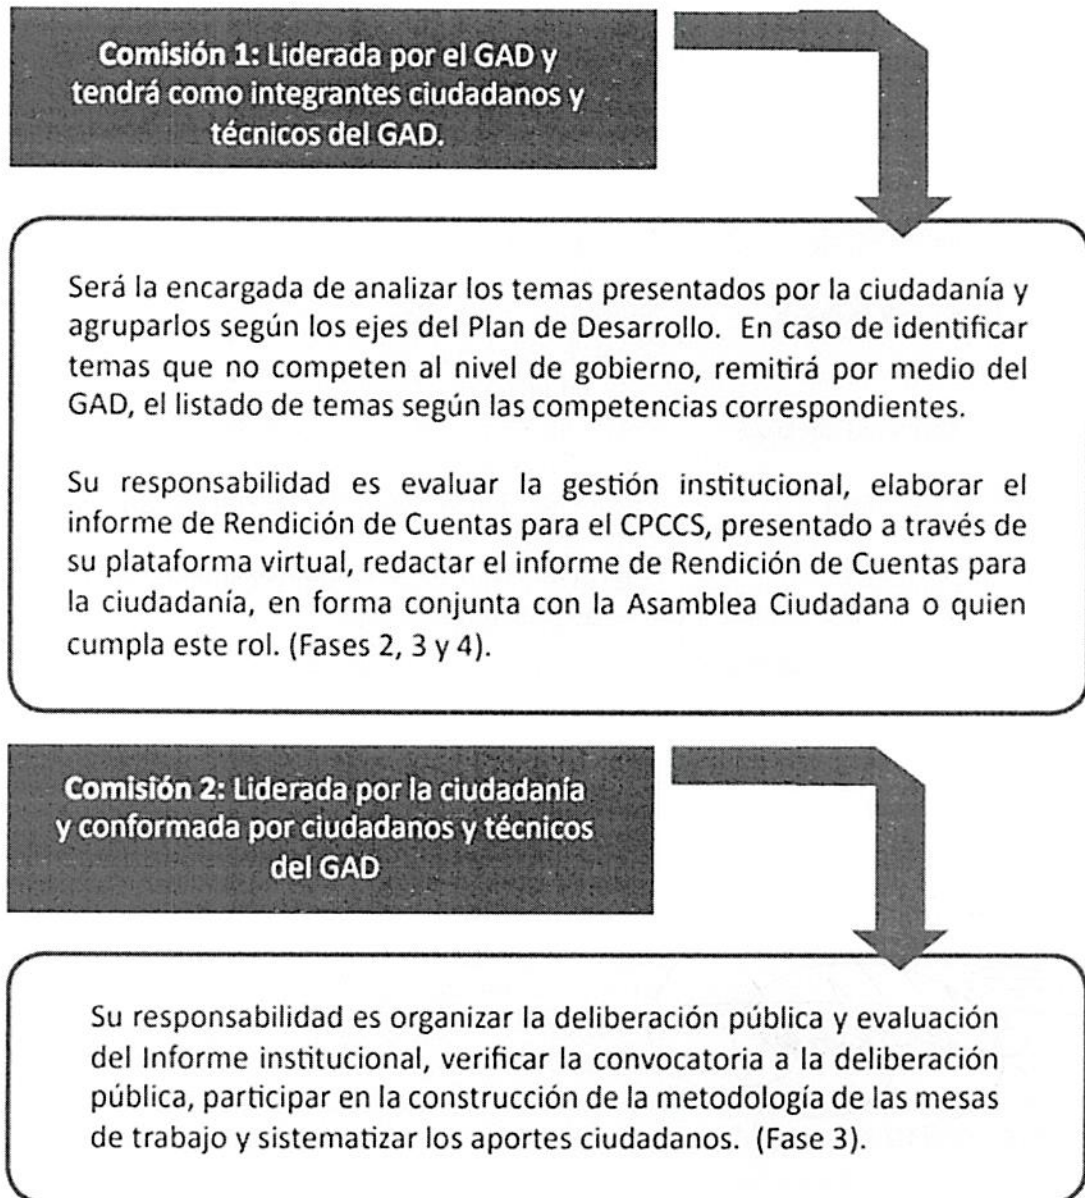 Comisión 1: Liderada por el GAD y
tendrá como integrantes ciudadanos y
técnicos del GAD.
Será la encargada de analizar los temas presentados por la ciudadanía y
agruparlos según los ejes del Plan de Desarrollo. En caso de identificar
temas que no competen al nivel de gobierno, remitirá por medio del
GAD, el listado de temas según las competencias correspondientes.
Su responsabilidad es evaluar la gestión institucional, elaborar el
informe de Rendición de Cuentas para el CPCCS, presentado a través de
su plataforma virtual, redactar el informe de Rendición de Cuentas para
la ciudadanía, en forma conjunta con la Asamblea Ciudadana o quien
cumpla este rol. (Fases 2, 3 y 4).
Comisión 2: Liderada por la ciudadanía
y conformada por ciudadanos y técnicos
del GAD
Su responsabilidad es organizar la deliberación pública y evaluación
del Informe institucional, verificar la convocatoria a la deliberación
pública, participar en la construcción de la metodología de las mesas
de trabajo y sistematizar los aportes ciudadanos. (Fase 3).